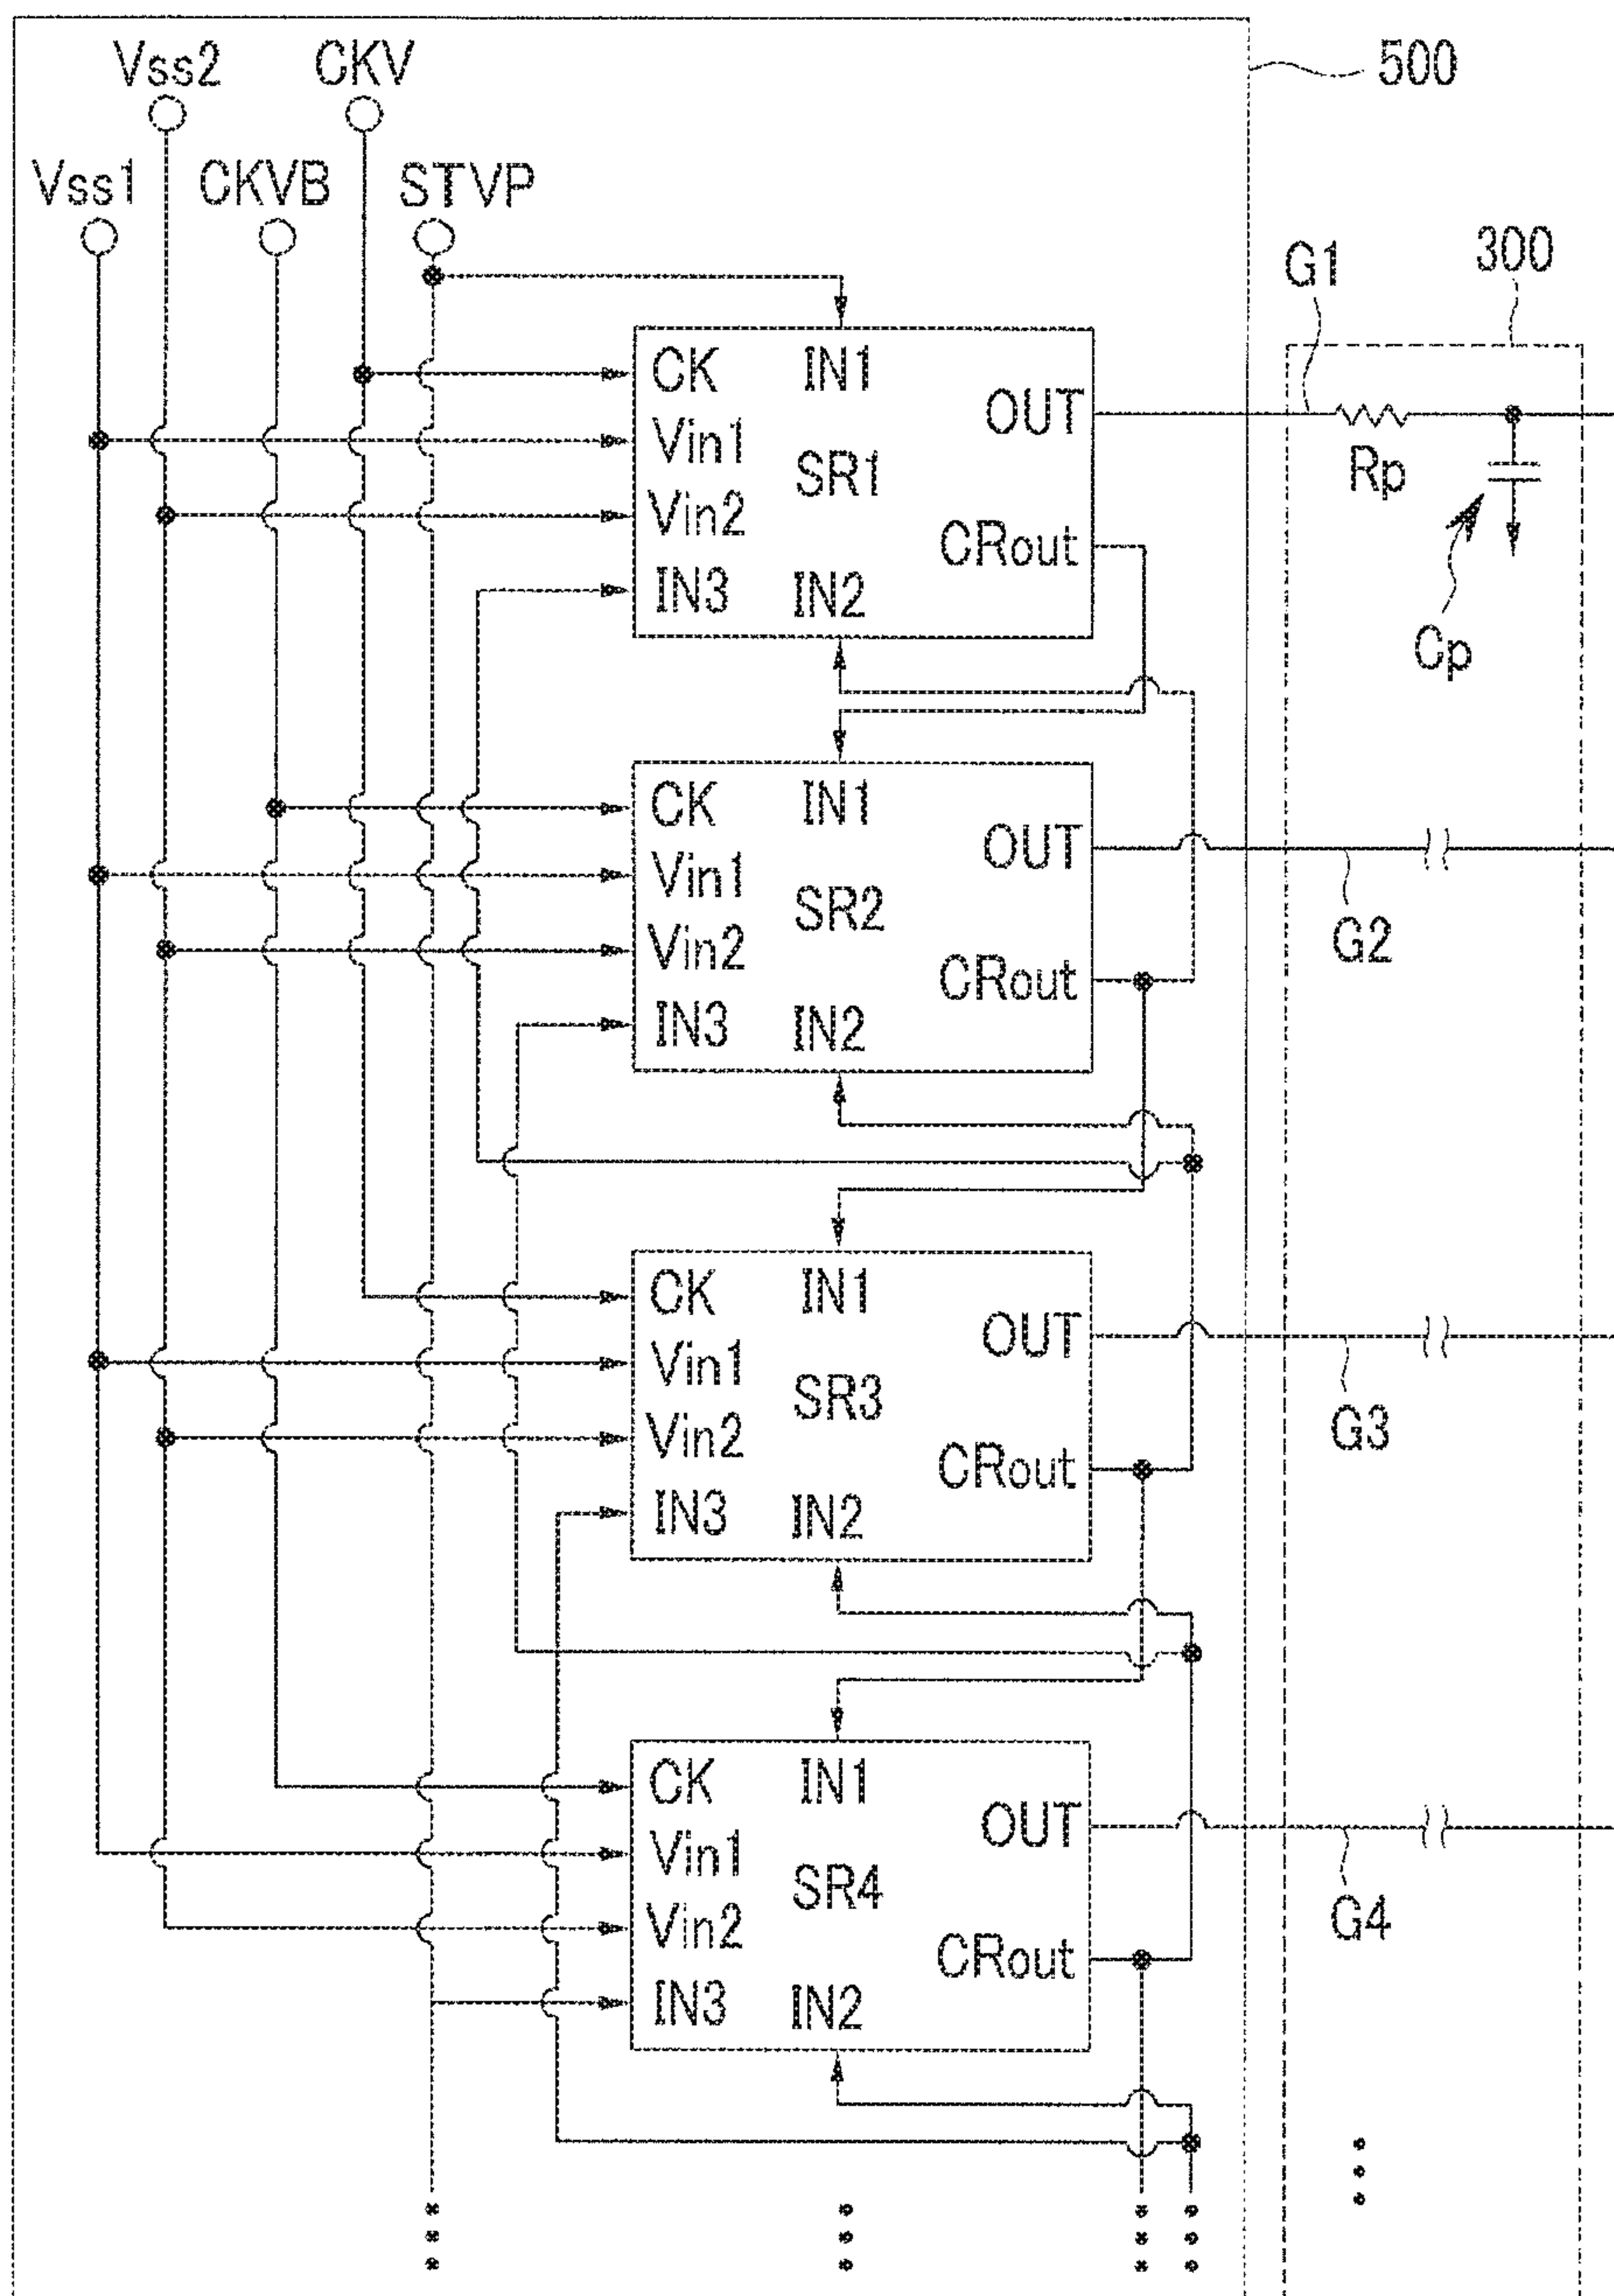 Vss2 CKV 500
Vss1 CKVB STVP
G1 300
CK IN1
OUT
Vin1
SR1
Rp
Vin2
CRout
IN3 IN2
Cp
CK IN1
OUT
Vin1
SR2
G2
Vin2
CRout
IN3 IN2
CK IN1
OUT
Vin1
SR3
G3
Vin2
CRout
IN3 IN2
CK IN1
OUT
Vin1
SR4
G4
Vin2
CRout
IN3 IN2